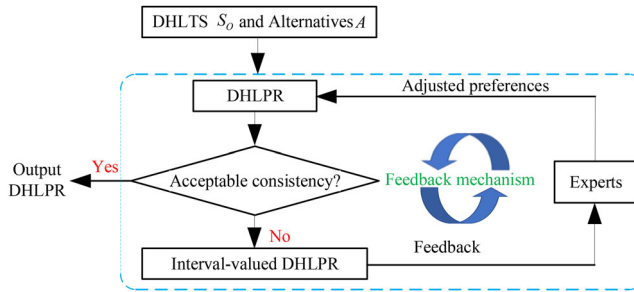 DHLTS S_O and Alternatives A
DHLPR
Adjusted preferences
Yes
Output
DHLPR
Acceptable consistency?
Feedback mechanism
Experts
No
Feedback
Interval-valued DHLPR